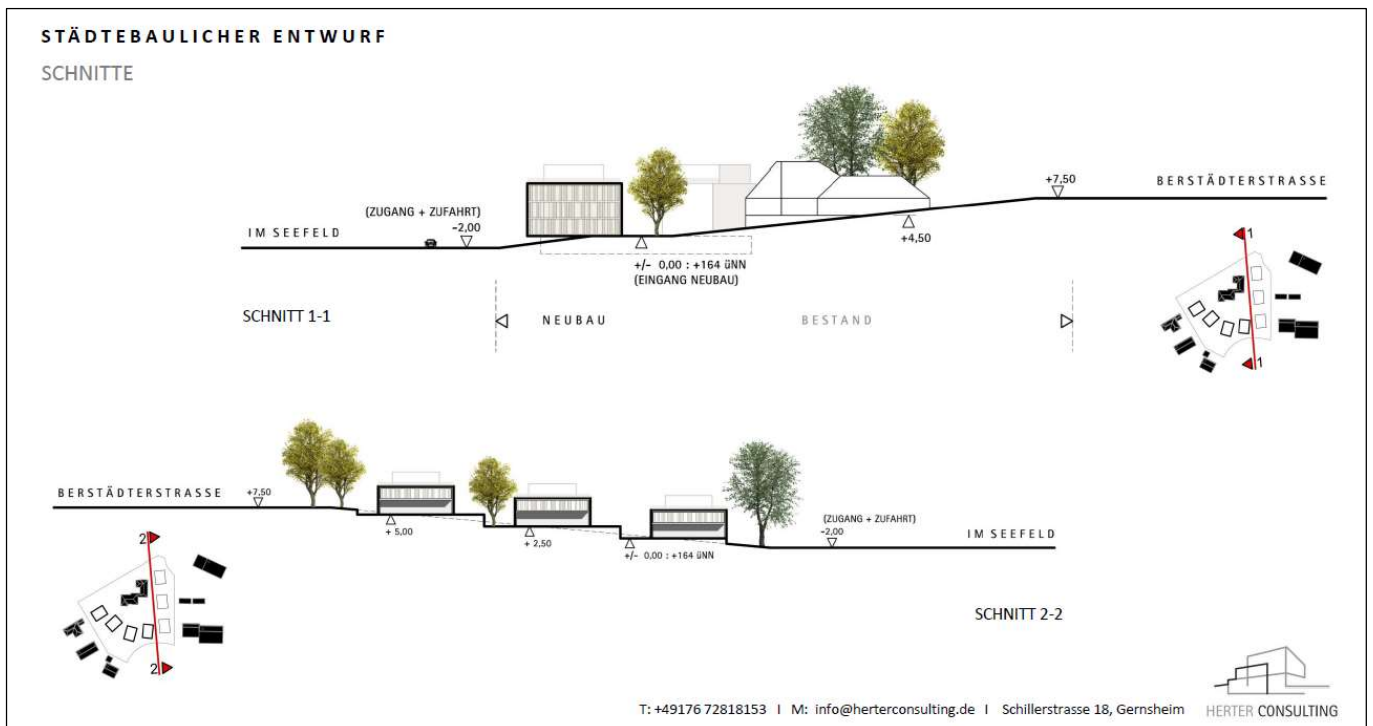 STÄDTEBAULICHER ENTWURF
SCHNITTE
(ZUGANG + ZUFAHRT)
-2,00
IM SEEFELD
+7,50
BERSTÄDTERSTRASSE
+4,50
+/- 0,00 : +164 üNN
(EINGANG NEUBAU)
SCHNITT 1-1
NEUBAU
BESTAND
1
1
BERSTÄDTERSTRASSE
+7,50
+ 5,00
+ 2,50
+/- 0,00 : +164 üNN
(ZUGANG + ZUFAHRT)
-2,00
IM SEEFELD
2
2
SCHNITT 2-2
T: +49176 72818153 I M: info@herterconsulting.de I Schillerstrasse 18, Gernsheim
HERTER CONSULTING